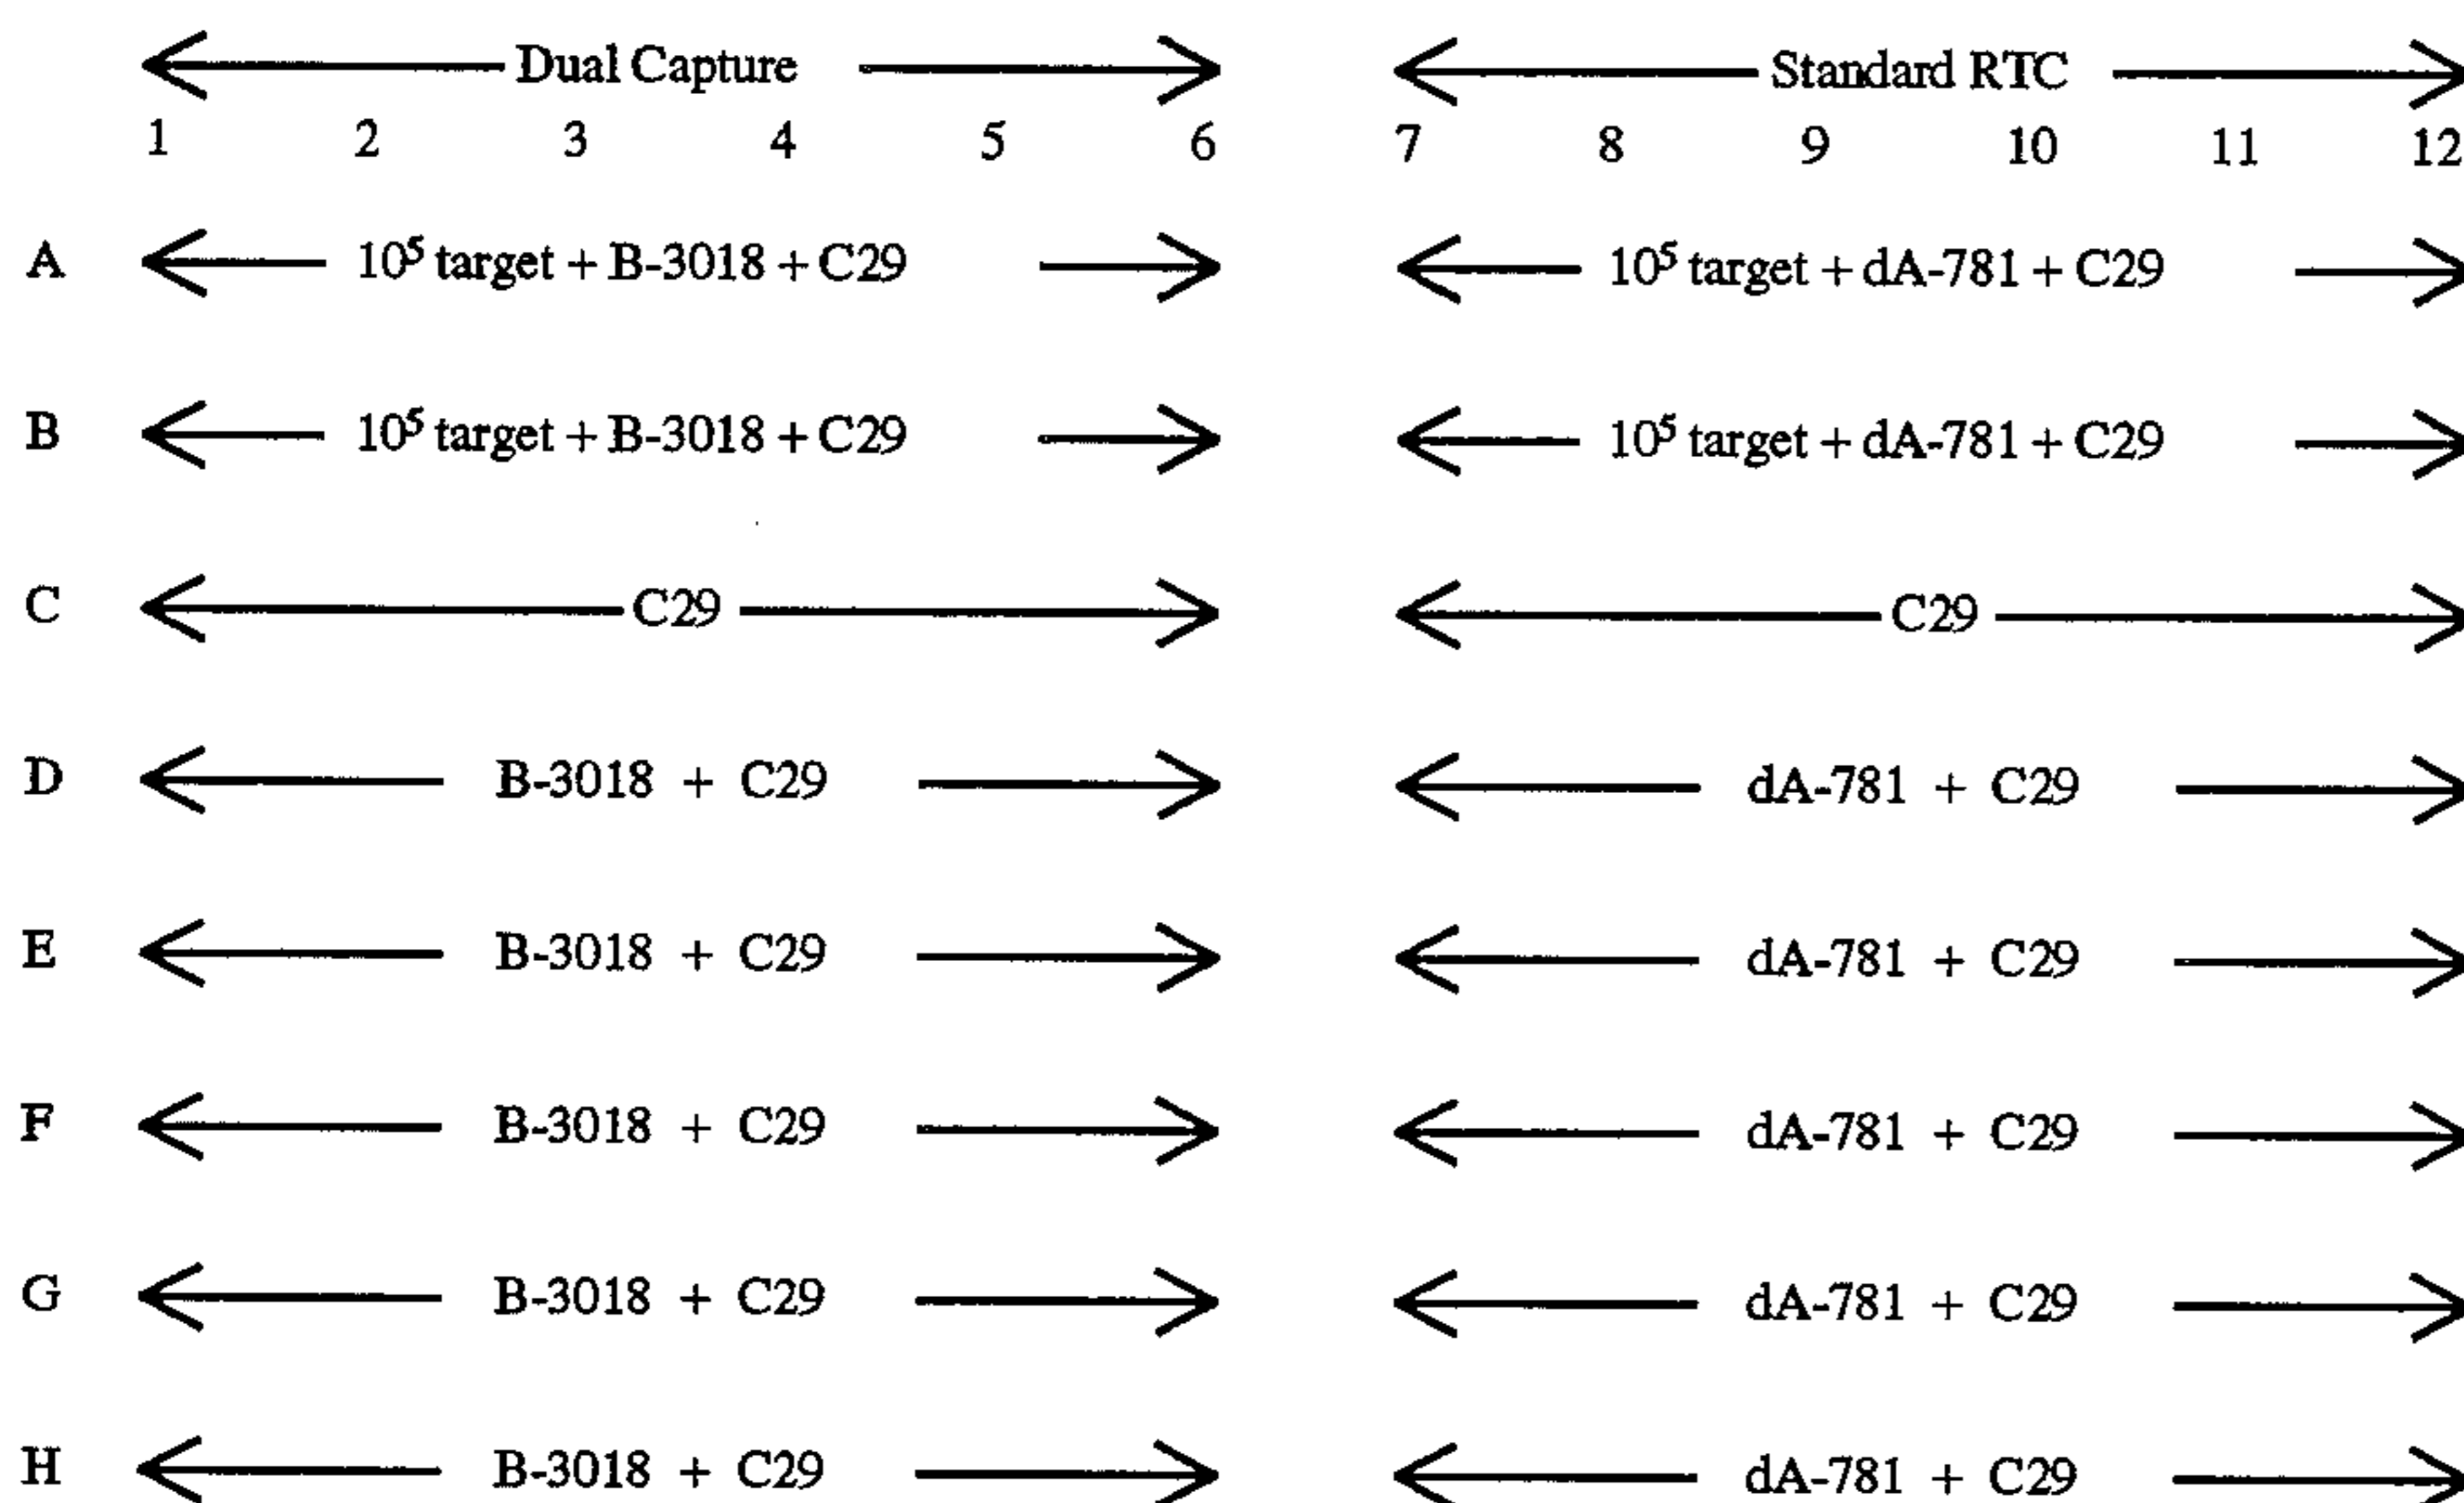 Dual Capture Standard RTC
1 2 3 4 5 6 7 8 9 10 11 12
A 10⁵ target + B-3018 + C29 10⁵ target + dA-781 + C29
B 10⁵ target + B-3018 + C29 10⁵ target + dA-781 + C29
C C29 C29
D B-3018 + C29 dA-781 + C29
E B-3018 + C29 dA-781 + C29
F B-3018 + C29 dA-781 + C29
G B-3018 + C29 dA-781 + C29
H B-3018 + C29 dA-781 + C29